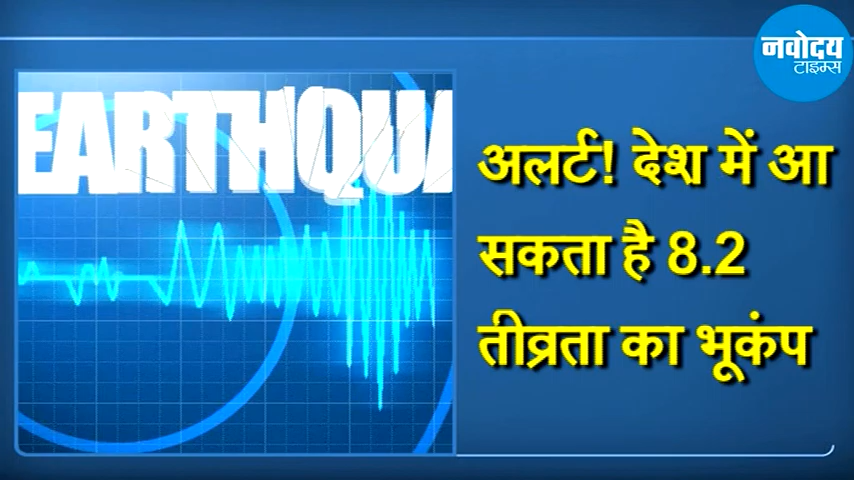 नवोदय
टाइम्स
EARTHQUA
अलर्ट! देश में आ
सकता है 8.2
तीव्रता का भूकंप